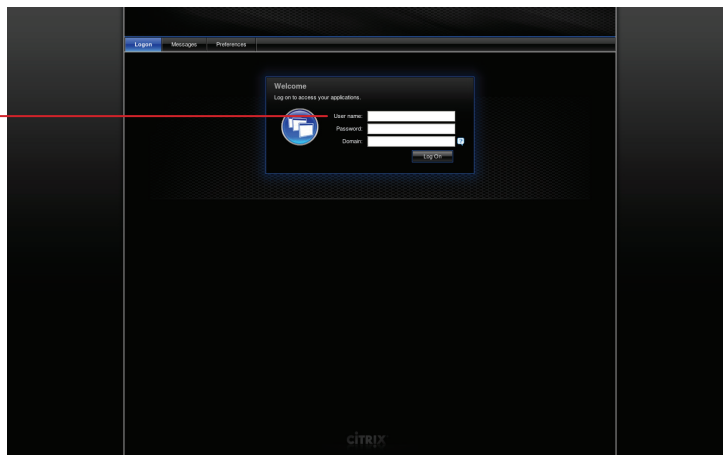 Logon Messages Preferences
Welcome
Log on to access your applications.
User name:
Password:
Domain:
Log On
CITRIX